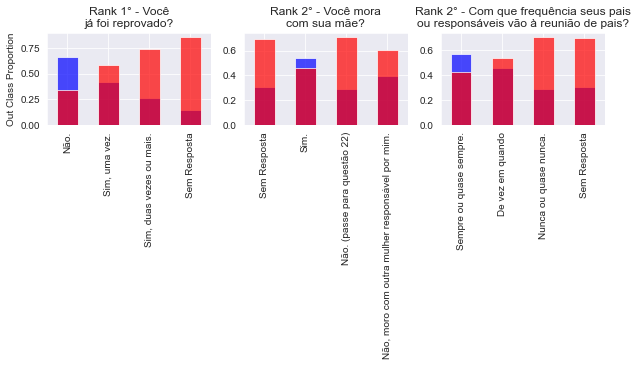 Rank 1° - Você
já foi reprovado?
Out Class Proportion
0.75
0.50
0.25
0.00
Não.
Sim, uma vez.
Sim, duas vezes ou mais.
Sem Resposta
Rank 2° - Você mora
com sua mãe?
0.6
0.4
0.2
0.0
Sem Resposta
Sim.
Não. (passe para questão 22)
Não, moro com outra mulher responsável por mim.
Rank 2° - Com que frequência seus pais
ou responsáveis vão à reunião de pais?
0.6
0.4
0.2
0.0
Sempre ou quase sempre.
De vez em quando
Nunca ou quase nunca.
Sem Resposta